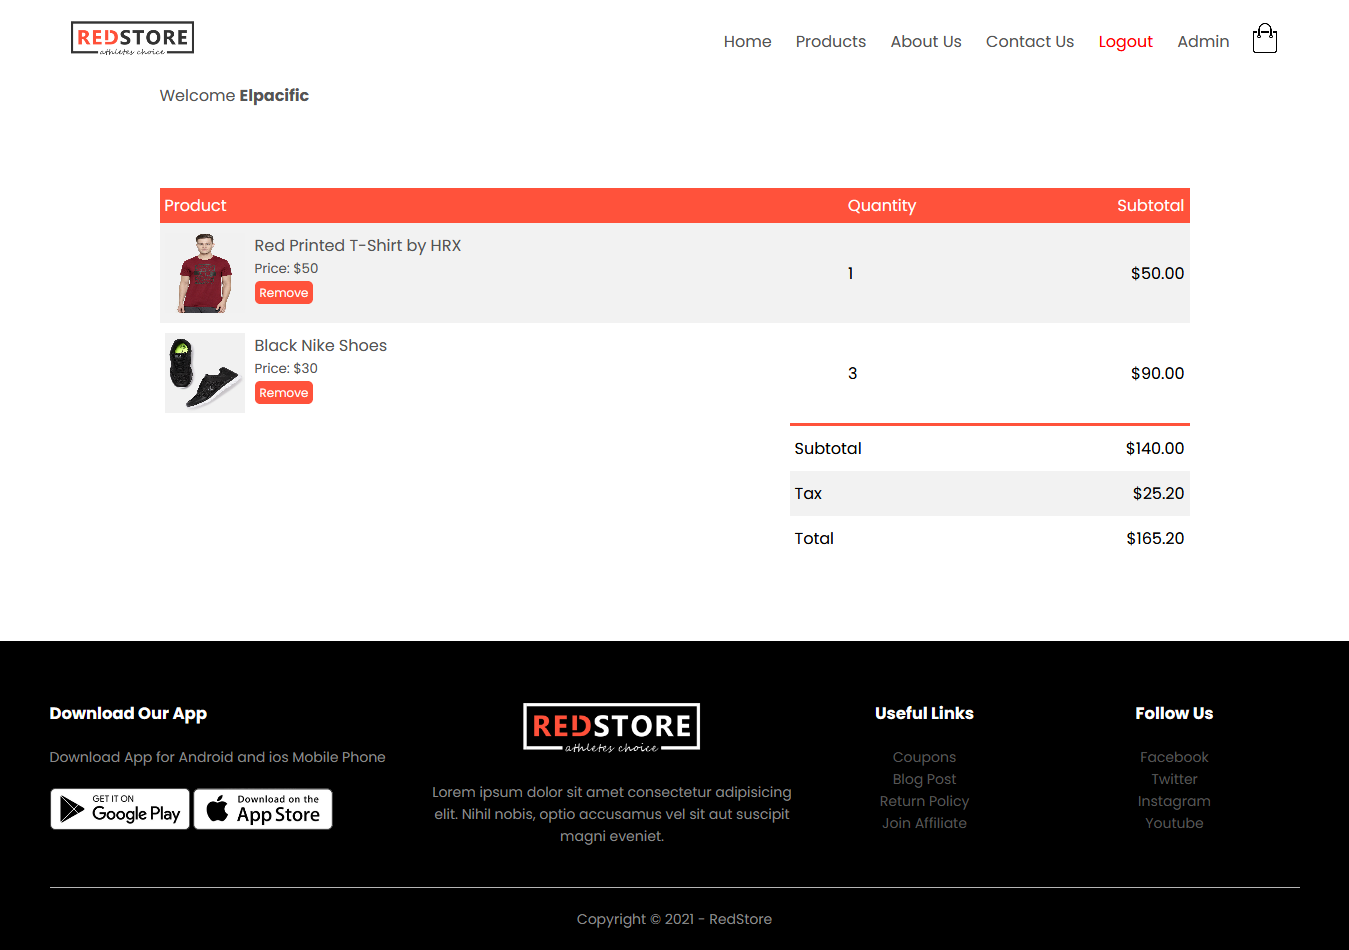 REDSTORE
athletes choice
Home Products About Us Contact Us Logout Admin
Welcome Elpacific
Product Quantity Subtotal
Red Printed T-Shirt by HRX
Price: $50
Remove
1 $50.00
Black Nike Shoes
Price: $30
Remove
3 $90.00
Subtotal $140.00
Tax $25.20
Total $165.20
Download Our App
Download App for Android and ios Mobile Phone
GET IT ON
Google Play
Download on the
App Store
REDSTORE
athletes choice
Lorem ipsum dolor sit amet consectetur adipisicing
elit. Nihil nobis, optio accusamus vel sit aut suscipit
magni eveniet.
Useful Links
Coupons
Blog Post
Return Policy
Join Affiliate
Follow Us
Facebook
Twitter
Instagram
Youtube
Copyright © 2021 - RedStore